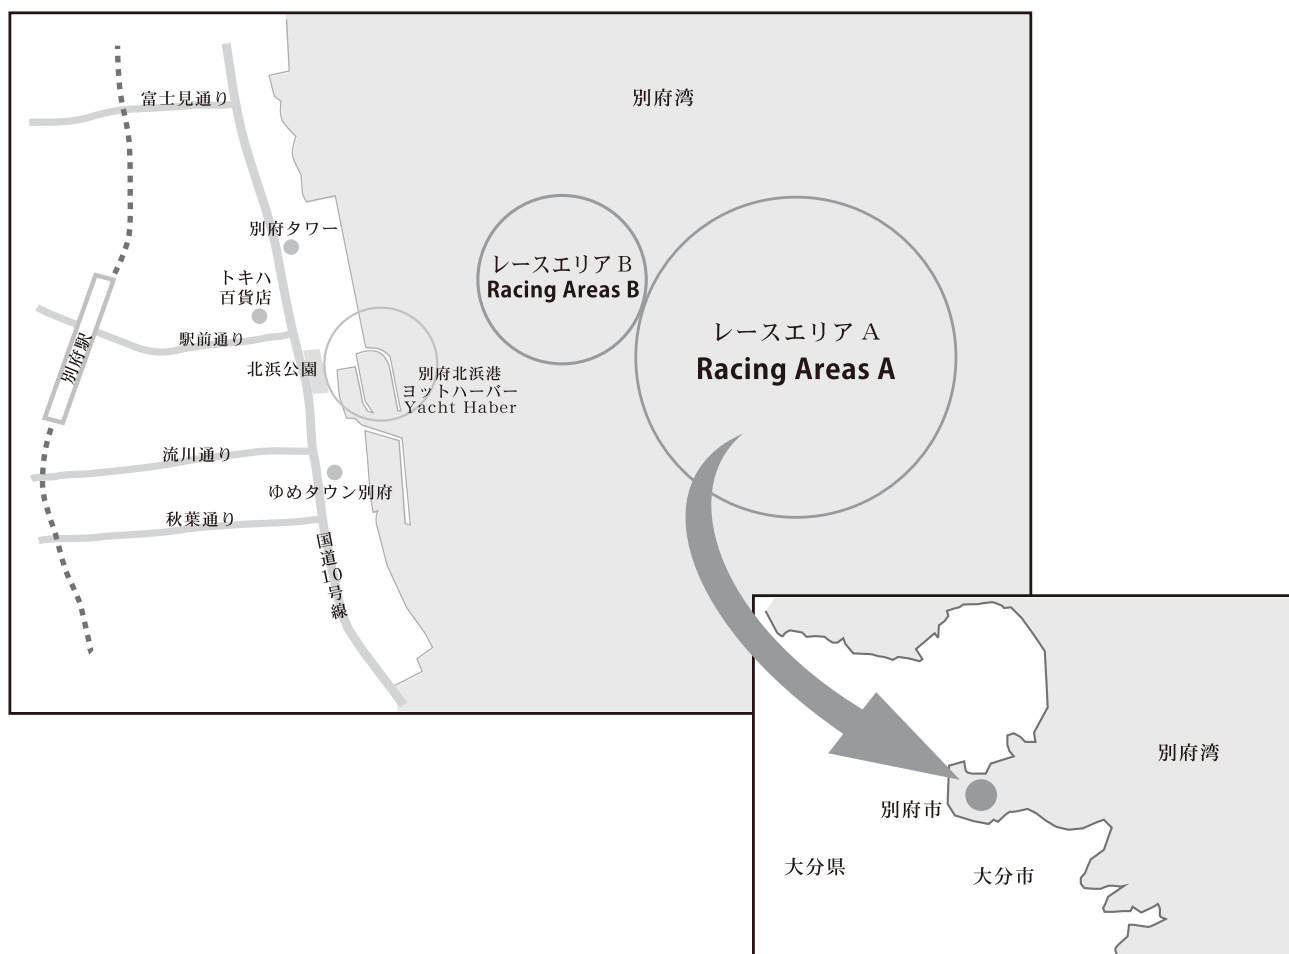 富士見通り
別府湾
別府タワー
トキハ
百貨店
レースエリア B
Racing Areas B
レースエリア A
Racing Areas A
駅前通り
別府駅
北浜公園
別府北浜港
ヨットハーバー
Yacht Haber
流川通り
ゆめタウン別府
秋葉通り
国道10号線
別府湾
別府市
大分県
大分市